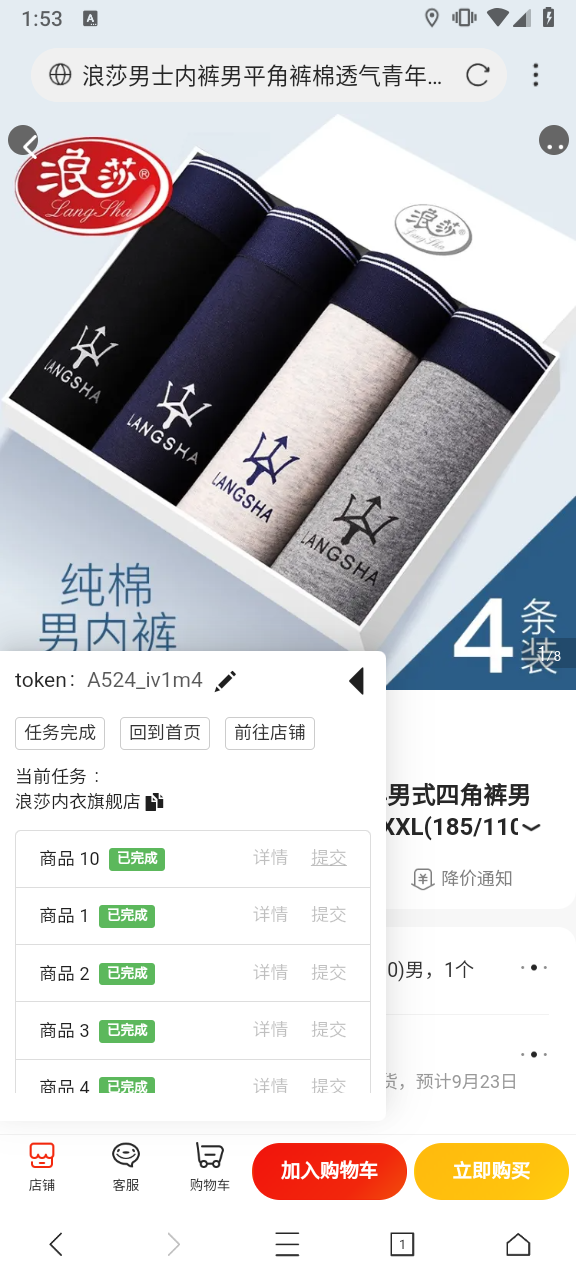 1:53
A
浪莎男士内裤男平角裤棉透气青年…
浪莎®
LangSha
浪莎®
LangSha
LANGSHA
LANGSHA
LANGSHA
LANGSHA
纯棉
男内裤
4条装
1/8
token： A524_iv1m4
任务完成 回到首页 前往店铺
当前任务：
浪莎内衣旗舰店
男式四角裤男
XXL(185/110
降价通知
商品 10 已完成 详情 提交
商品 1 已完成 详情 提交
商品 2 已完成 详情 提交
0)男，1个
商品 3 已完成 详情 提交
商品 4 已完成 详情 提交
货，预计9月23日
店铺 客服 购物车 加入购物车 立即购买
1